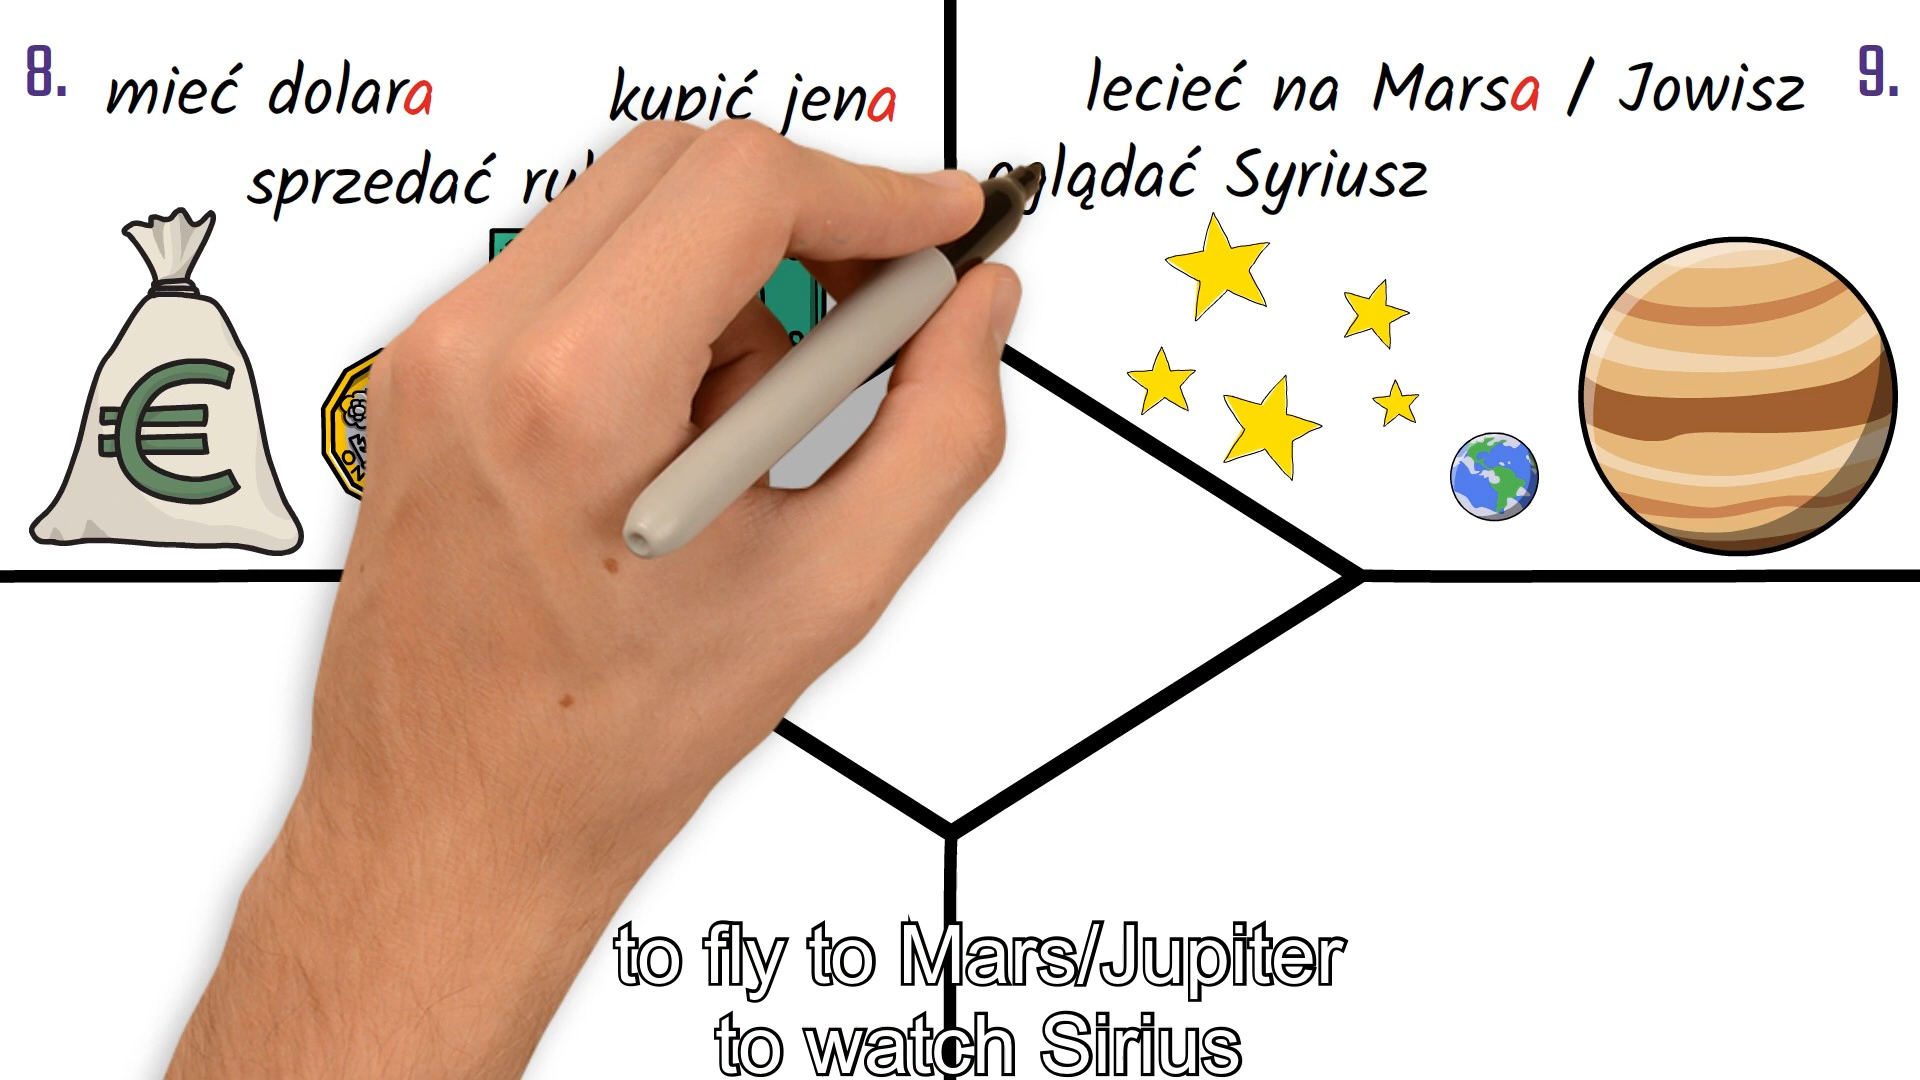 8.
mieć dolara
kupić jena
sprzedać
lecieć na Marsa / Jowisz
9.
oglądać Syriusz
to fly to Mars/Jupiter
to watch Sirius